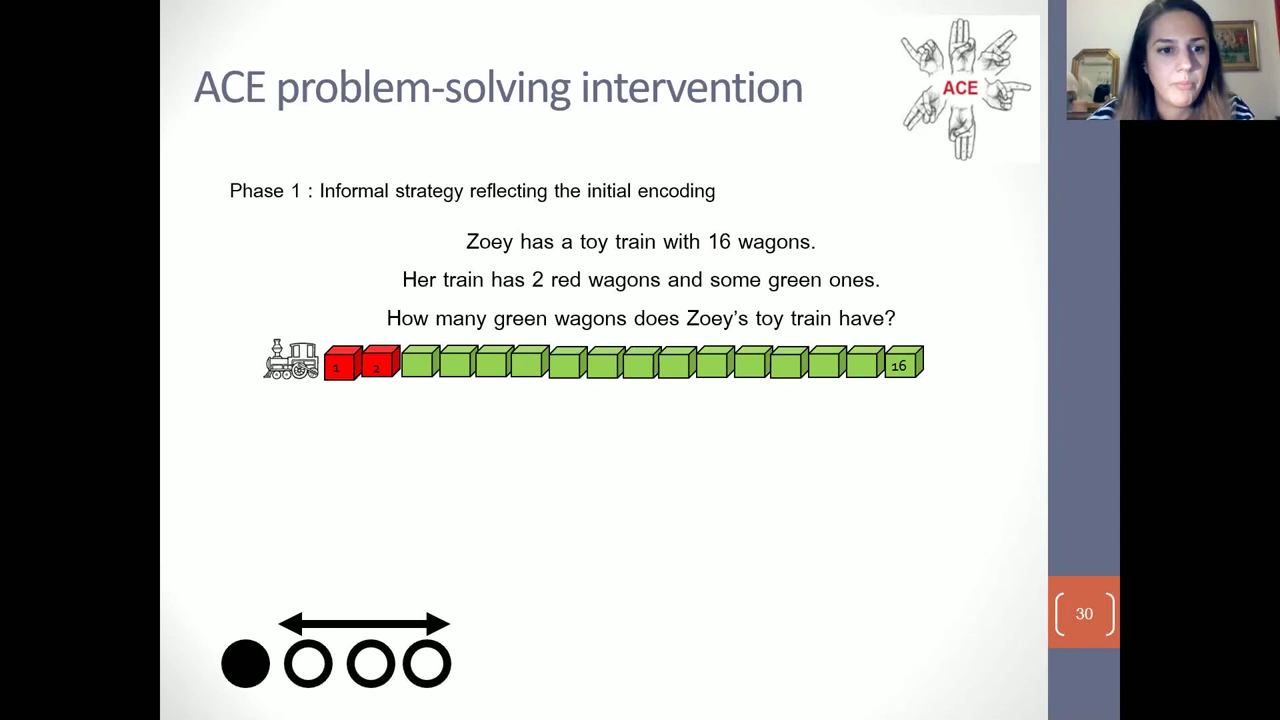 ACE problem-solving intervention
ACE
Phase 1 : Informal strategy reflecting the initial encoding
Zoey has a toy train with 16 wagons.
Her train has 2 red wagons and some green ones.
How many green wagons does Zoey's toy train have?
1 2 16
30